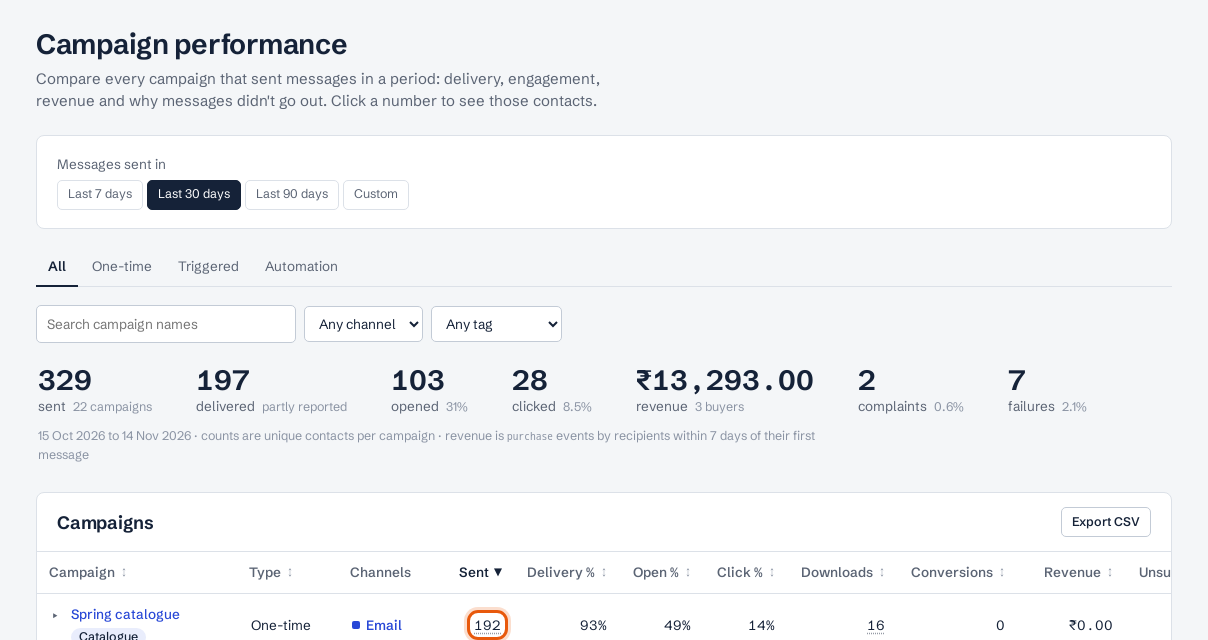 Campaign performance
Compare every campaign that sent messages in a period: delivery, engagement,
revenue and why messages didn't go out. Click a number to see those contacts.
Messages sent in
Last 7 days Last 30 days Last 90 days Custom
All One-time Triggered Automation
Search campaign names Any channel Any tag
329 197 103 28 ₹13,293.00 2 7
sent 22 campaigns delivered partly reported opened 31% clicked 8.5% revenue 3 buyers complaints 0.6% failures 2.1%
15 Oct 2026 to 14 Nov 2026 · counts are unique contacts per campaign · revenue is purchase events by recipients within 7 days of their first
message
Campaigns Export CSV
Campaign Type Channels Sent ▼ Delivery % Open % Click % Downloads Conversions Revenue Unsu
Spring catalogue One-time Email 192 93% 49% 14% 16 0 ₹0.00
Catalogue